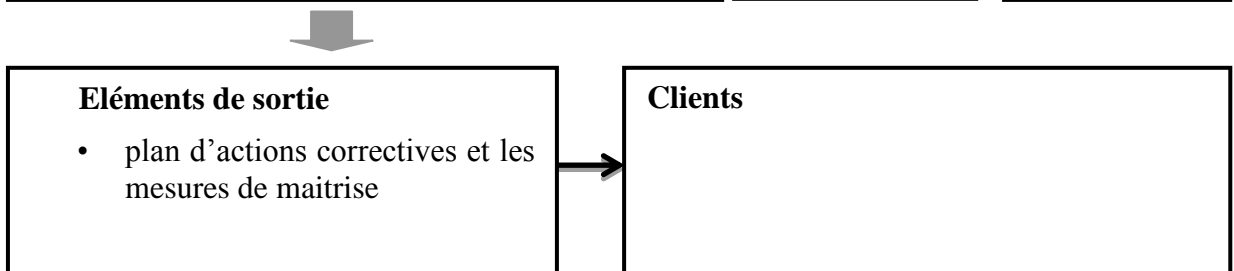 Eléments de sortie
• plan d’actions correctives et les
mesures de maitrise
Clients